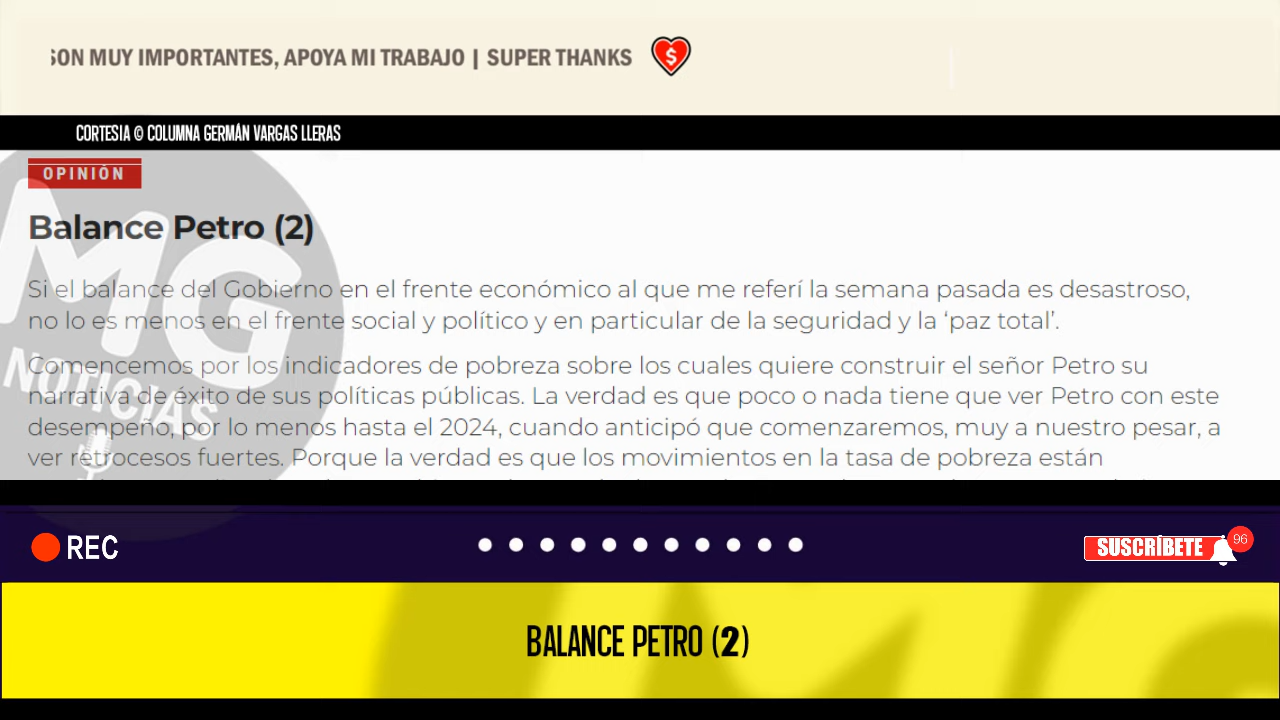 SON MUY IMPORTANTES, APOYA MI TRABAJO | SUPER THANKS
CORTESIA © COLUMNA GERMÁN VARGAS LLERAS
OPINIÓN
Balance Petro (2)
Si el balance del Gobierno en el frente económico al que me referí la semana pasada es desastroso,
no lo es menos en el frente social y político y en particular de la seguridad y la ‘paz total’.
Comencemos por los indicadores de pobreza sobre los cuales quiere construir el señor Petro su
narrativa de éxito de sus políticas públicas. La verdad es que poco o nada tiene que ver Petro con este
desempeño, por lo menos hasta el 2024, cuando anticipó que comenzaremos, muy a nuestro pesar, a
ver retrocesos fuertes. Porque la verdad es que los movimientos en la tasa de pobreza están
MG
NOTICIAS
REC
SUSCRÍBETE
96
BALANCE PETRO (2)